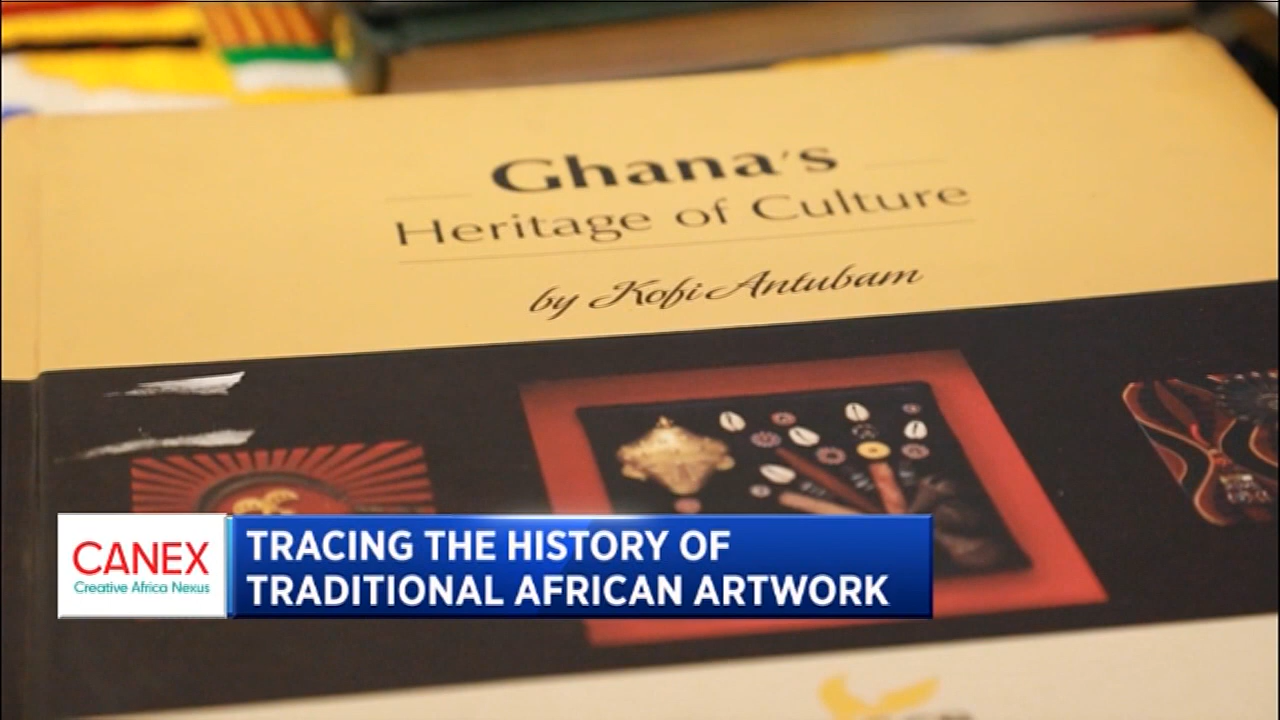 Ghana's
Heritage of Culture
by Kofi Antubam
CANEX
Creative Africa Nexus
TRACING THE HISTORY OF
TRADITIONAL AFRICAN ARTWORK